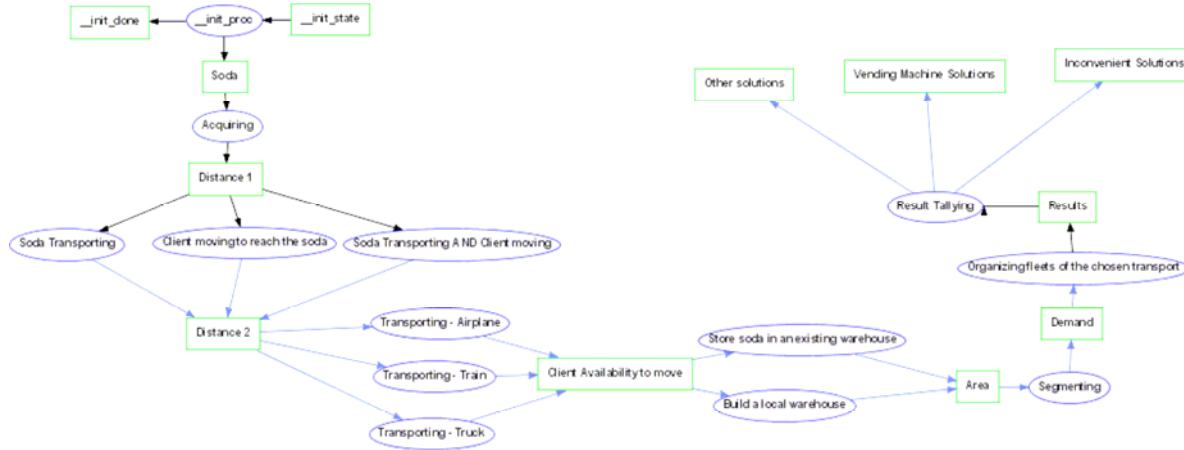 __init_done
__init_proc
__init_state
Soda
Acquiring
Distance 1
Soda Transporting
Client moving to reach the soda
Soda Transporting AND Client moving
Distance 2
Transporting - Airplane
Transporting - Train
Transporting - Truck
Client Availability to move
Store soda in an existing warehouse
Build a local warehouse
Area
Segmenting
Demand
Organizing fleets of the chosen transport
Results
Result Tallying
Other solutions
Vending Machine Solutions
Inconvenient Solutions